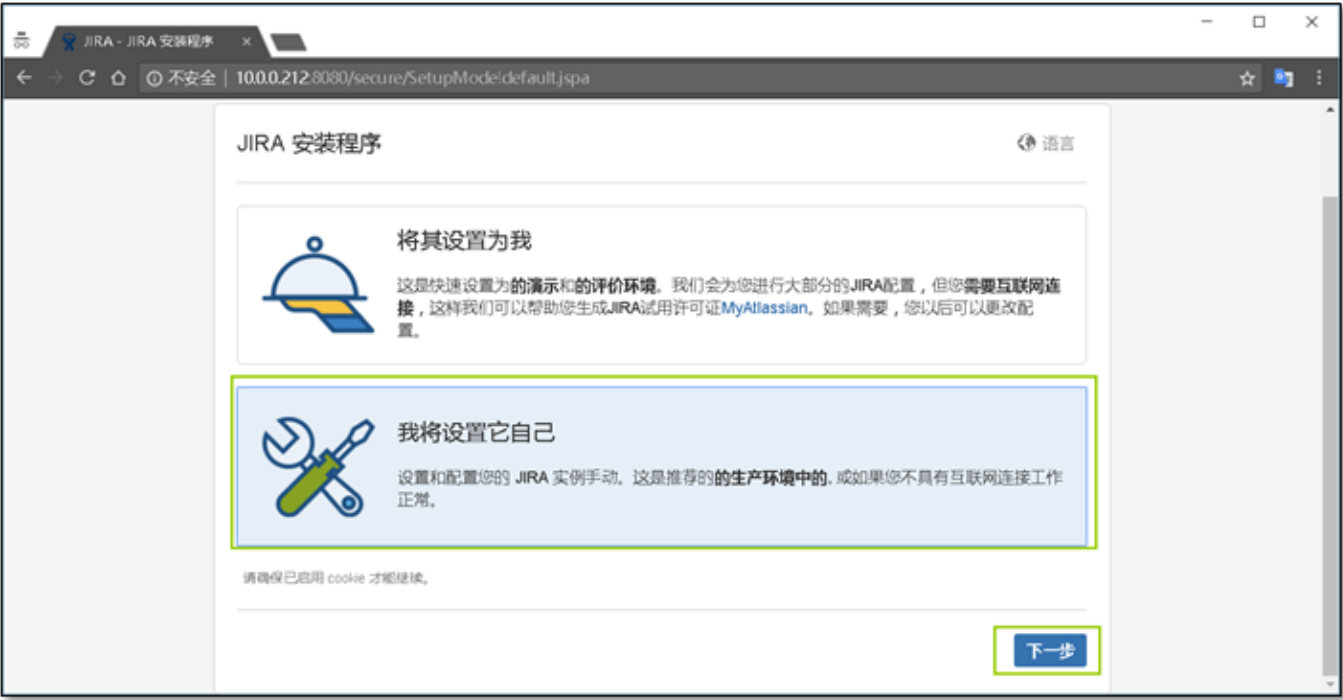 JIRA - JIRA 安装程序
不安全 | 10.0.0.212:8080/secure/SetupMode!default.jspa
JIRA 安装程序
语言
将其设置为我
这是快速设置为的演示和的评价环境。我们会为您进行大部分的JIRA配置，但您需要互联网连
接，这样我们可以帮助您生成JIRA试用许可证MyAtlassian。如果需要，您以后可以更改配
置。
我将设置它自己
设置和配置您的 JIRA 实例手动。这是推荐的的生产环境中的, 或如果您不具有互联网连接工作
正常。
请确保已启用 cookie 才能继续。
下一步